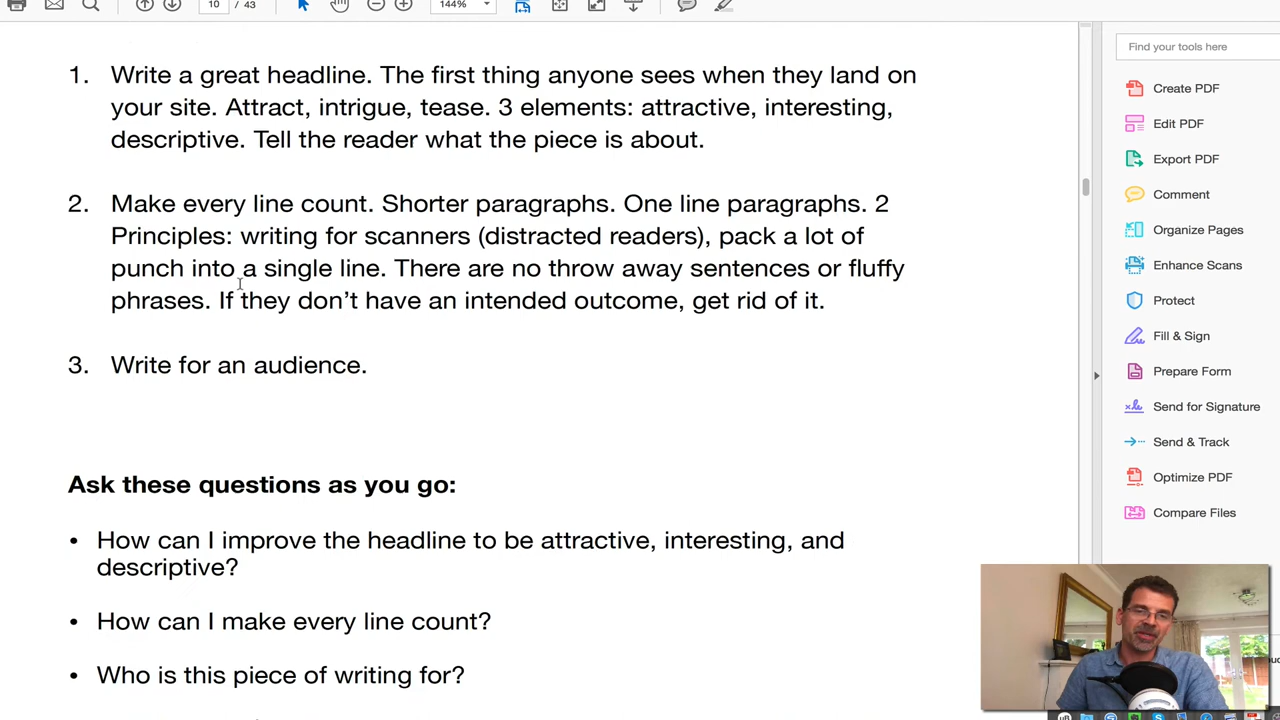 10 / 43
144%
Find your tools here
1. Write a great headline. The first thing anyone sees when they land on
your site. Attract, intrigue, tease. 3 elements: attractive, interesting,
descriptive. Tell the reader what the piece is about.
2. Make every line count. Shorter paragraphs. One line paragraphs. 2
Principles: writing for scanners (distracted readers), pack a lot of
punch into a single line. There are no throw away sentences or fluffy
phrases. If they don’t have an intended outcome, get rid of it.
3. Write for an audience.
Ask these questions as you go:
• How can I improve the headline to be attractive, interesting, and
descriptive?
• How can I make every line count?
• Who is this piece of writing for?
Create PDF
Edit PDF
Export PDF
Comment
Organize Pages
Enhance Scans
Protect
Fill & Sign
Prepare Form
Send for Signature
Send & Track
Optimize PDF
Compare Files